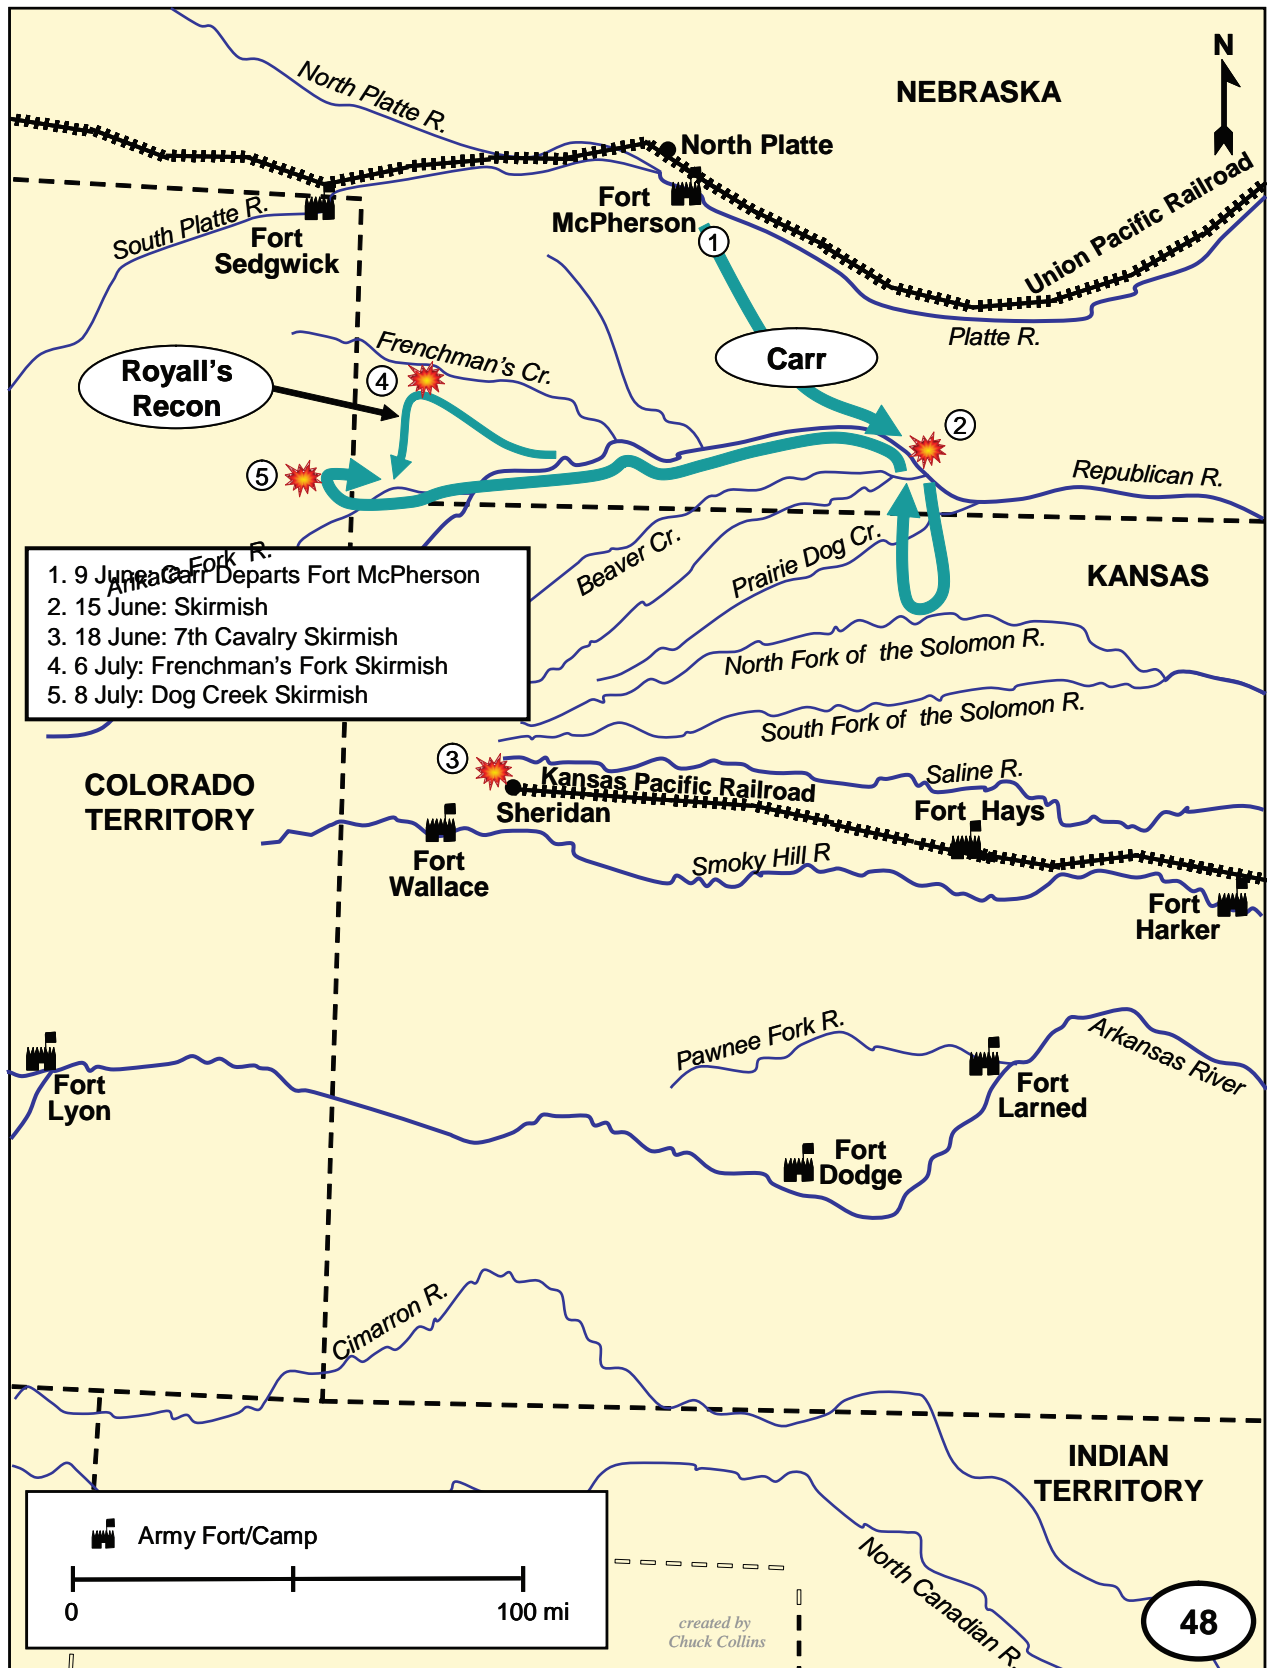 N
NEBRASKA
North Platte R.
North Platte
Fort
McPherson
Union Pacific Railroad
South Platte R.
Fort
Sedgwick
1
Platte R.
Frenchman's Cr.
Royall's
Recon
Carr
4
2
5
Republican R.
Arikara Fork R.
1. 9 June: Carr Departs Fort McPherson
2. 15 June: Skirmish
3. 18 June: 7th Cavalry Skirmish
4. 6 July: Frenchman's Fork Skirmish
5. 8 July: Dog Creek Skirmish
Beaver Cr.
Prairie Dog Cr.
KANSAS
North Fork of the Solomon R.
South Fork of the Solomon R.
COLORADO
TERRITORY
3
Kansas Pacific Railroad
Sheridan
Saline R.
Fort Hays
Fort
Wallace
Smoky Hill R
Fort
Harker
Fort
Lyon
Pawnee Fork R.
Arkansas River
Fort
Larned
Fort
Dodge
Cimarron R.
INDIAN
TERRITORY
Army Fort/Camp
0
100 mi
North Canadian R.
created by
Chuck Collins
48